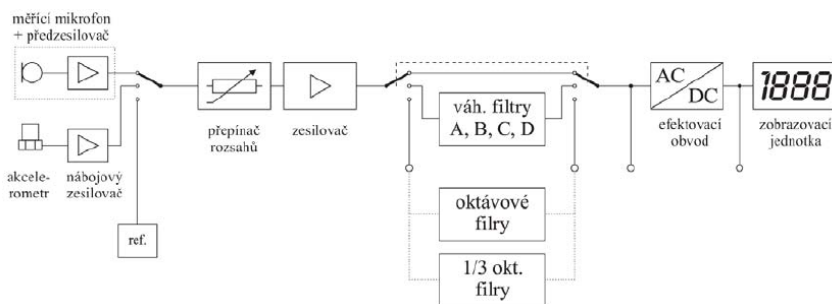 měřící mikrofon
+ předzesilovač
akcele-
rometr
nábojový
zesilovač
ref.
přepínač
rozsahů
zesilovač
váh. filtry
A, B, C, D
oktávové
filry
1/3 okt.
filry
AC
DC
efektovací
obvod
1888
zobrazovací
jednotka